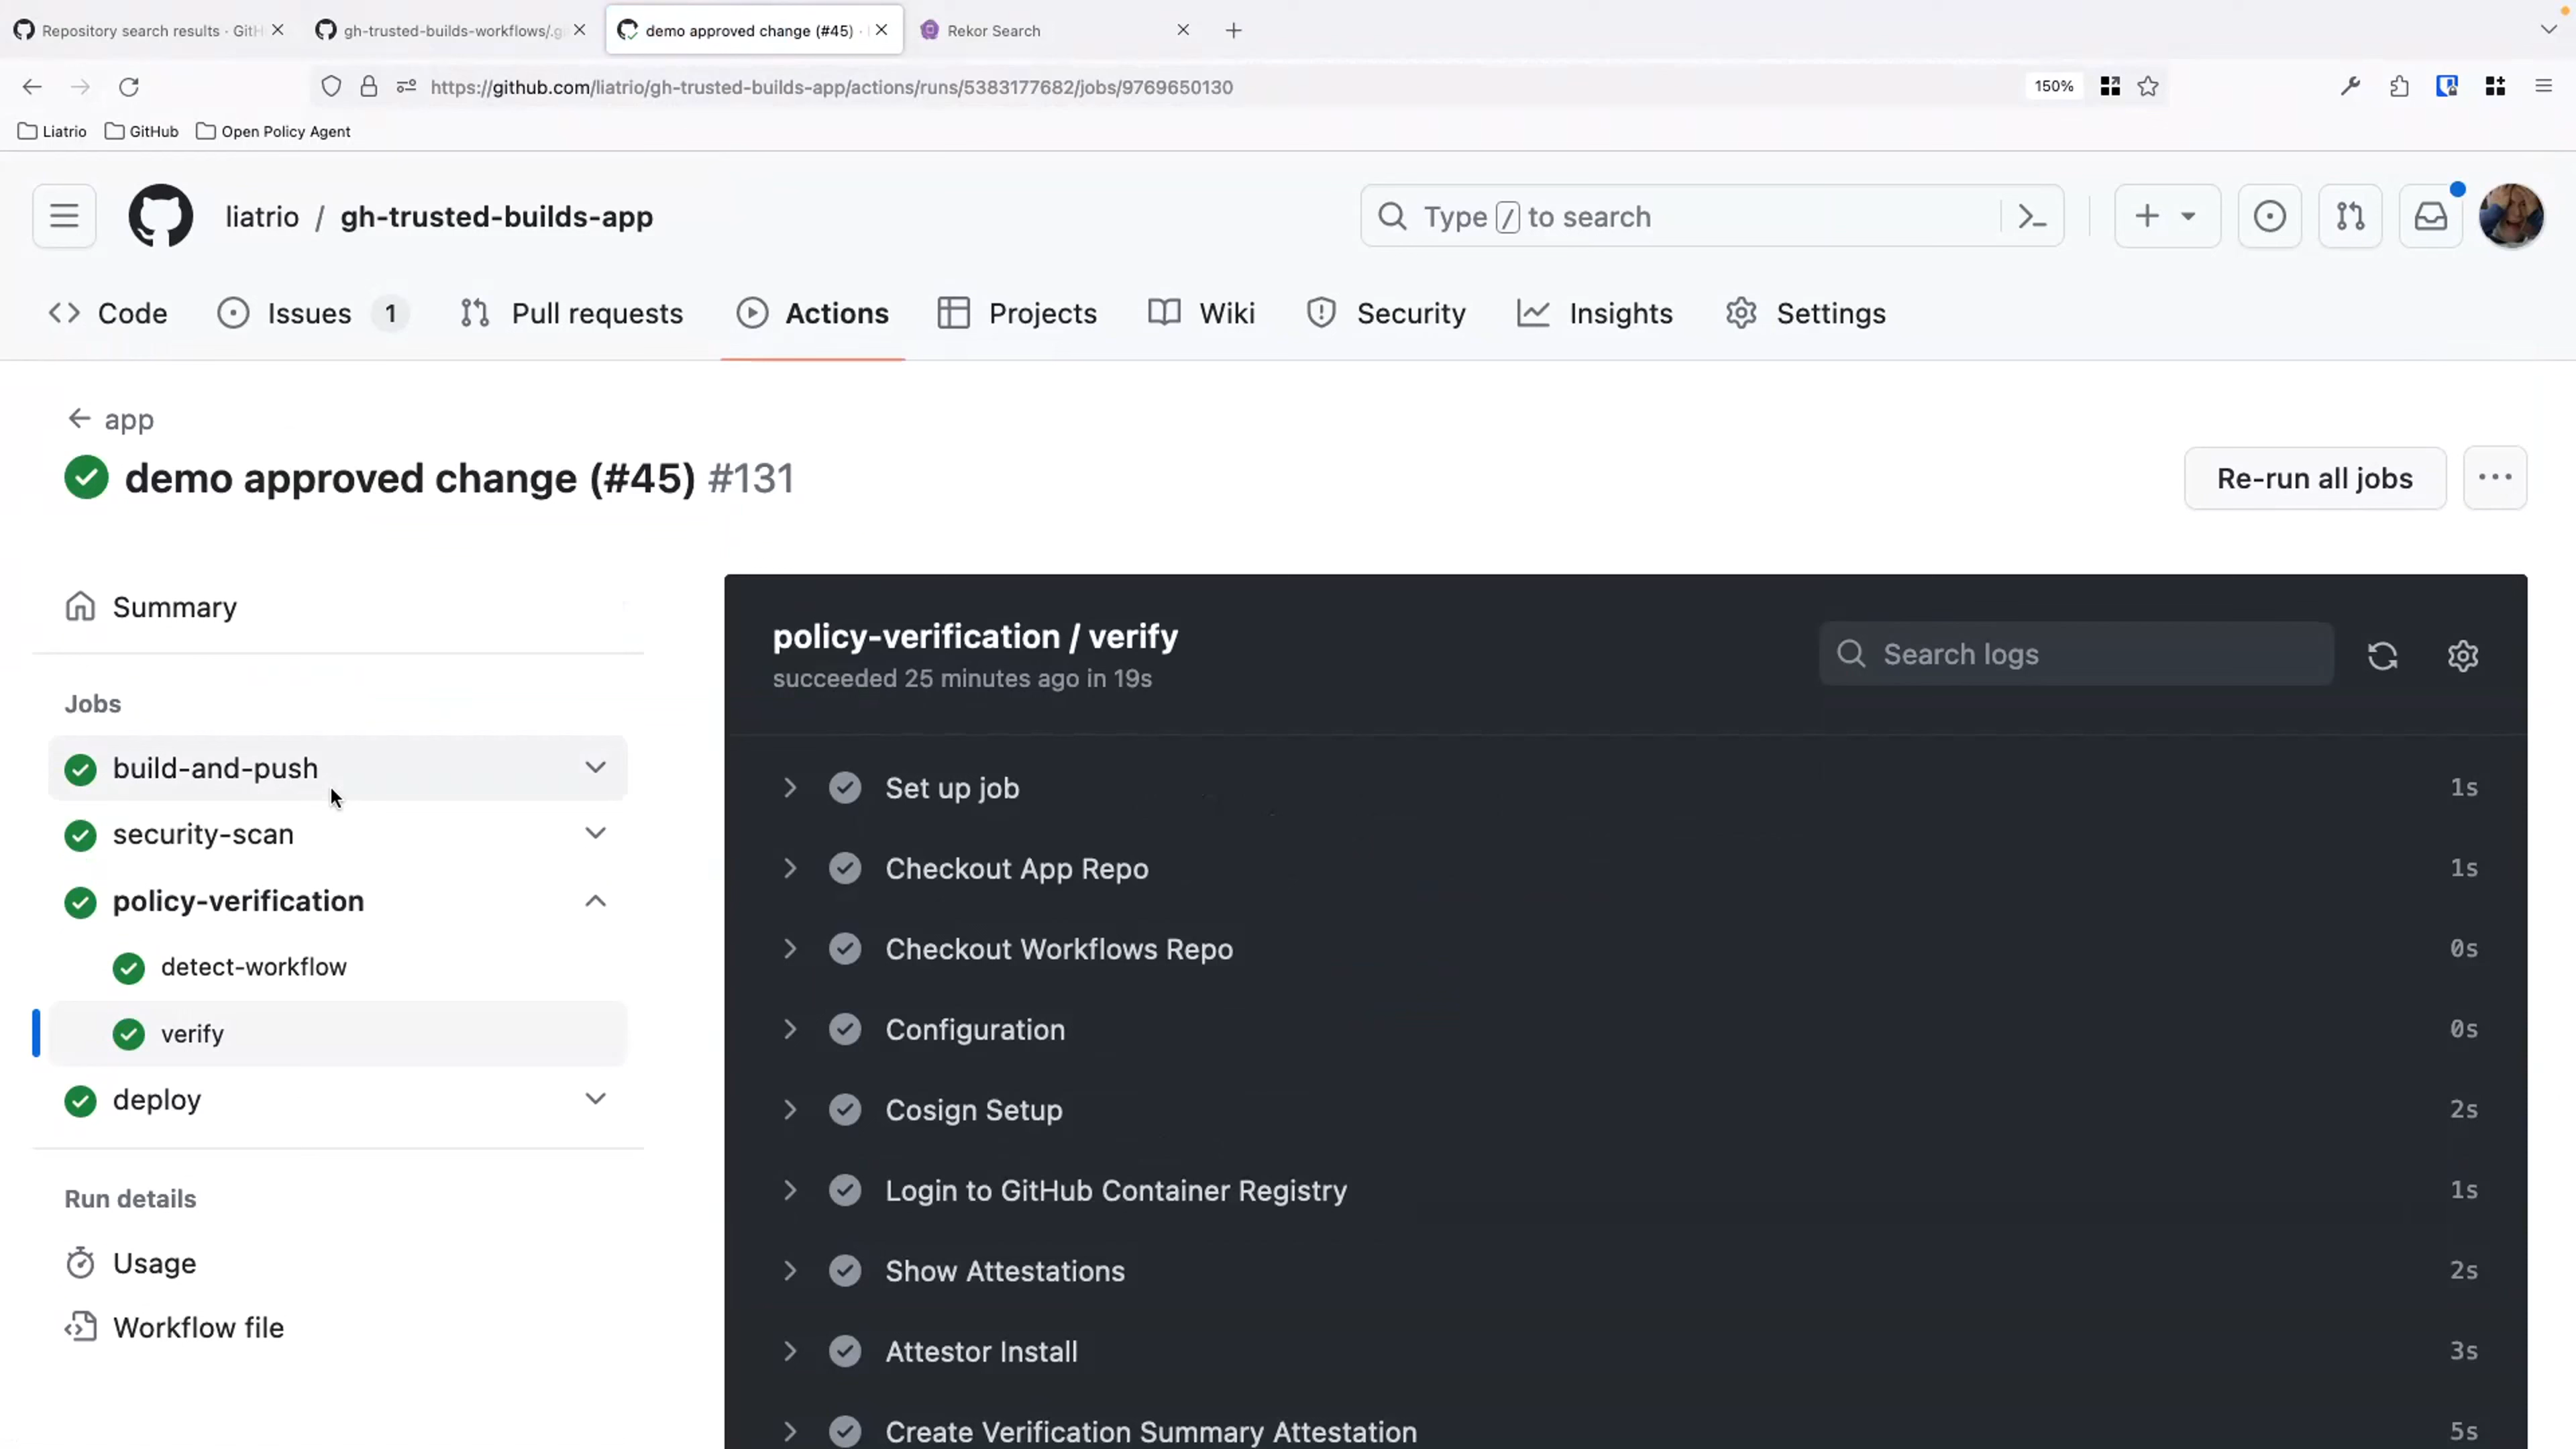 Repository search results · GitH
gh-trusted-builds-workflows/.g
demo approved change (#45) ·
Rekor Search
https://github.com/liatrio/gh-trusted-builds-app/actions/runs/5383177682/jobs/9769650130
150%
Liatrio
GitHub
Open Policy Agent
liatrio / gh-trusted-builds-app
Type / to search
Code
Issues 1
Pull requests
Actions
Projects
Wiki
Security
Insights
Settings
app
demo approved change (#45) #131
Re-run all jobs
Summary
Jobs
build-and-push
security-scan
policy-verification
detect-workflow
verify
deploy
Run details
Usage
Workflow file
policy-verification / verify
succeeded 25 minutes ago in 19s
Search logs
Set up job 1s
Checkout App Repo 1s
Checkout Workflows Repo 0s
Configuration 0s
Cosign Setup 2s
Login to GitHub Container Registry 1s
Show Attestations 2s
Attestor Install 3s
Create Verification Summary Attestation 5s